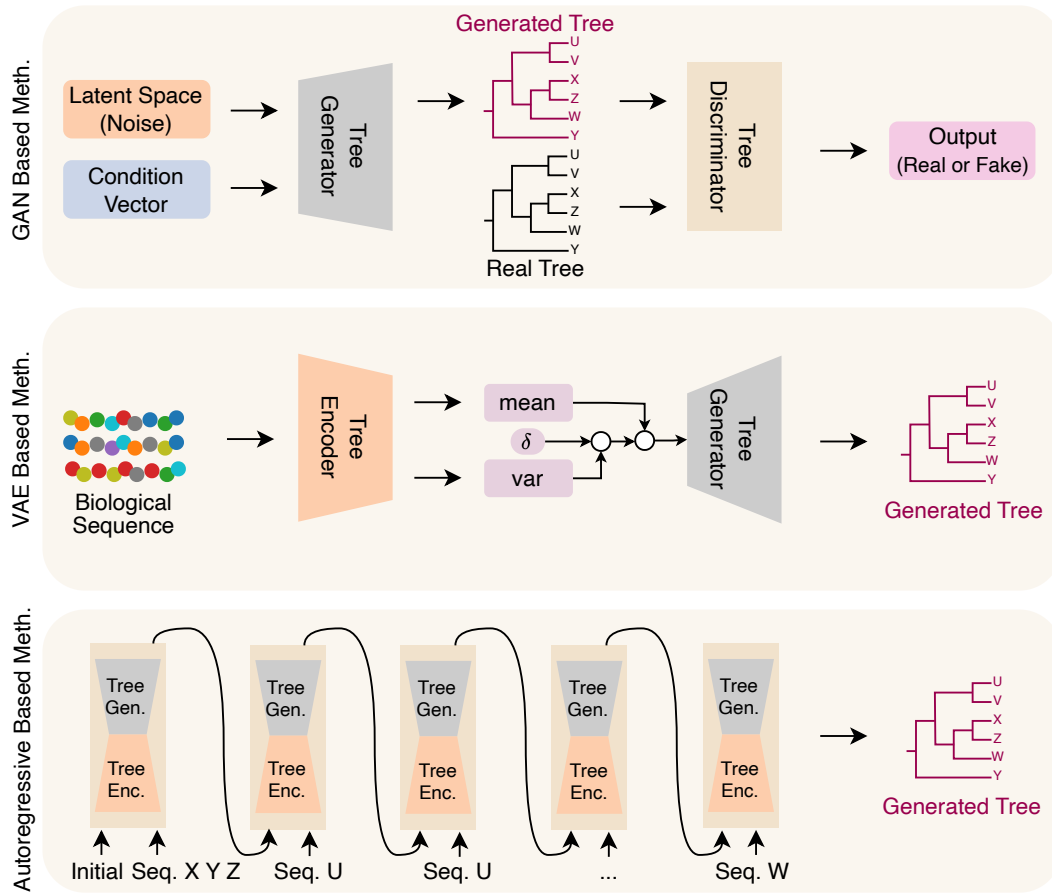 GAN Based Meth.
Latent Space
(Noise)
Condition
Vector
Tree
Generator
Generated Tree
U
V
X
Z
W
Y
U
V
X
Z
W
Y
Real Tree
Tree
Discriminator
Output
(Real or Fake)
VAE Based Meth.
Biological
Sequence
Tree
Encoder
mean
δ
var
Tree
Generator
U
V
X
Z
W
Y
Generated Tree
Autoregressive Based Meth.
Tree
Gen.
Tree
Enc.
Tree
Gen.
Tree
Enc.
Tree
Gen.
Tree
Enc.
Tree
Gen.
Tree
Enc.
Tree
Gen.
Tree
Enc.
Initial Seq. X Y Z
Seq. U
Seq. U
...
Seq. W
U
V
X
Z
W
Y
Generated Tree